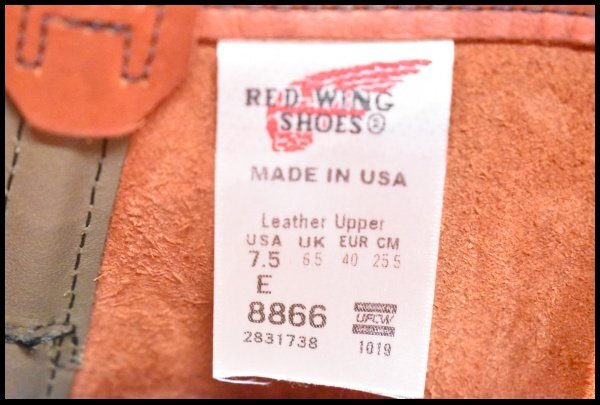 RED WING
SHOES®
MADE IN USA
Leather Upper
USA UK EUR CM
7.5 6.5 40 25.5
E
8866 UFCW
2831738 1019